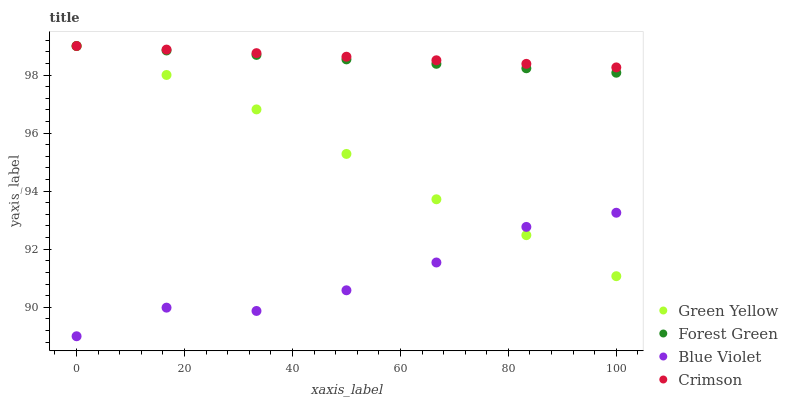 title
yaxis_label
98
96
94
92
90
0 20 40 60 80 100
xaxis_label
Green Yellow
Forest Green
Blue Violet
Crimson